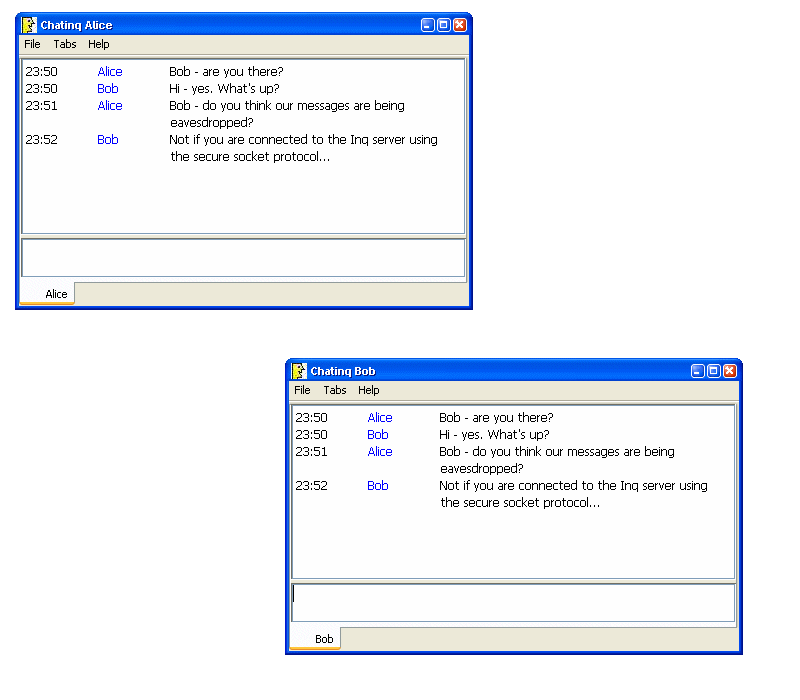 Chatinq Alice
File Tabs Help
23:50 Alice Bob - are you there?
23:50 Bob Hi - yes. What's up?
23:51 Alice Bob - do you think our messages are being
eavesdropped?
23:52 Bob Not if you are connected to the Inq server using
the secure socket protocol...
Alice
Chatinq Bob
File Tabs Help
23:50 Alice Bob - are you there?
23:50 Bob Hi - yes. What's up?
23:51 Alice Bob - do you think our messages are being
eavesdropped?
23:52 Bob Not if you are connected to the Inq server using
the secure socket protocol...
Bob